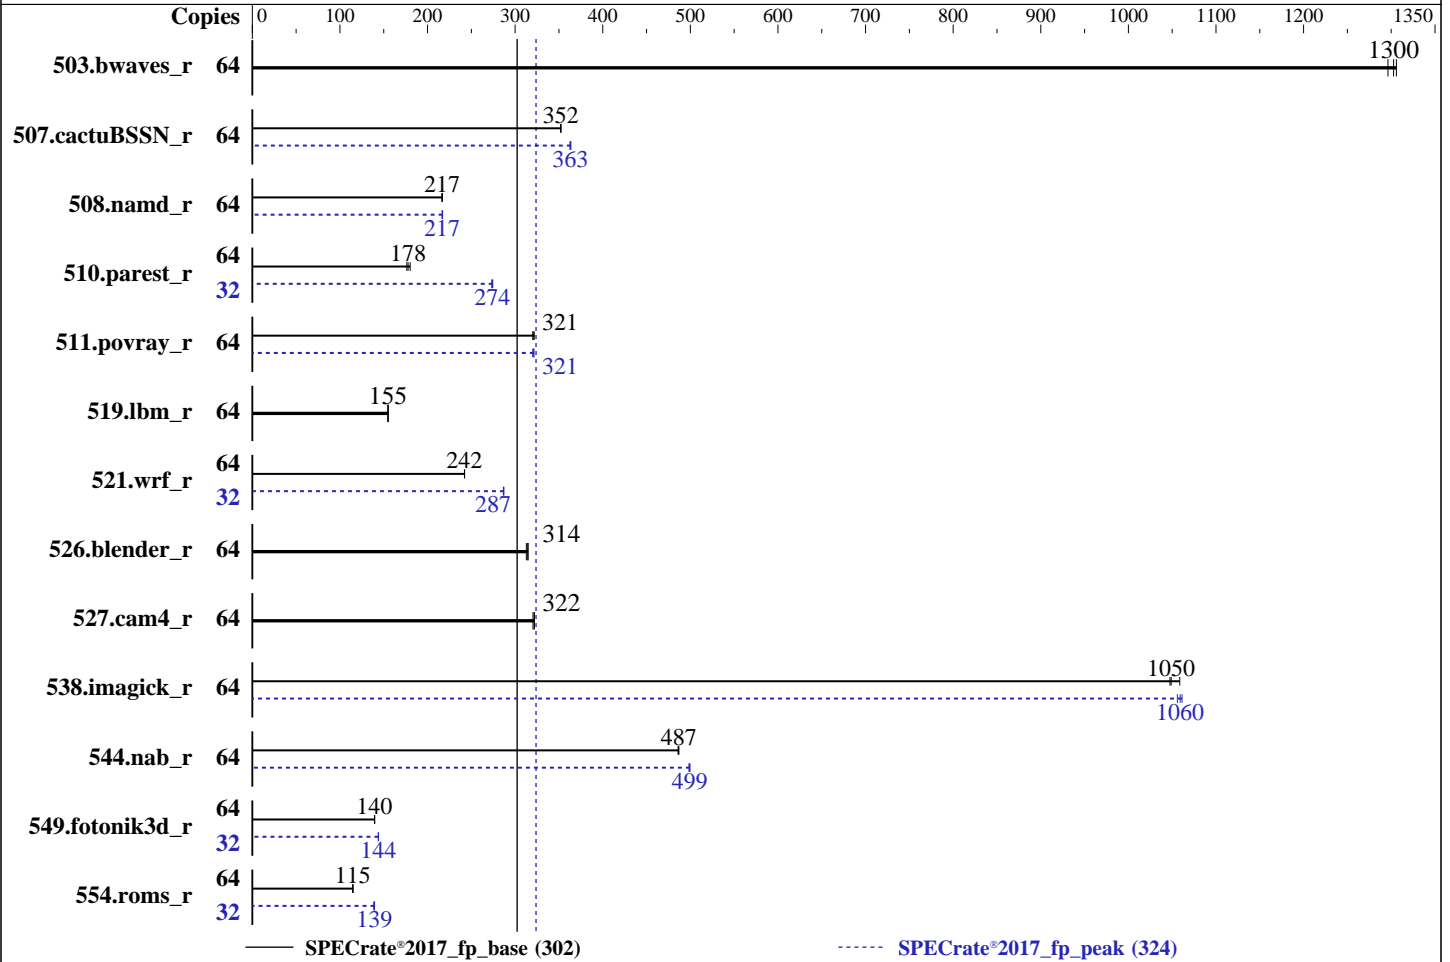 Copies 0 100 200 300 400 500 600 700 800 900 1000 1100 1200 1350
503.bwaves_r 64 1300
507.cactuBSSN_r 64 352
363
508.namd_r 64 217
217
510.parest_r 64 178
32 274
511.povray_r 64 321
321
519.lbm_r 64 155
521.wrf_r 64 242
32 287
526.blender_r 64 314
527.cam4_r 64 322
538.imagick_r 64 1050
1060
544.nab_r 64 487
499
549.fotonik3d_r 64 140
32 144
554.roms_r 64 115
32 139
SPECrate®2017_fp_base (302) SPECrate®2017_fp_peak (324)